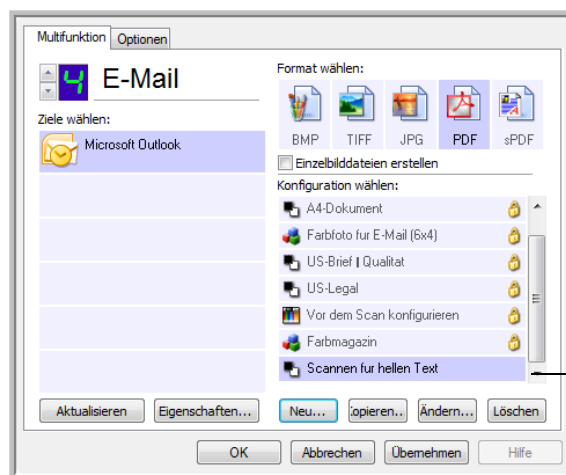 Multifunktion
Optionen
4 E-Mail
Ziele wählen:
Microsoft Outlook
Format wählen:
BMP TIFF JPG PDF sPDF
Einzelbilddateien erstellen
Konfiguration wählen:
A4-Dokument
Farbfoto fur E-Mail (6x4)
US-Brief | Qualitat
US-Legal
Vor dem Scan konfigurieren
Farbmagazin
Scannen fur hellen Text
Aktualisieren Eigenschaften... Neu... opieren.. Ändern... Löschen
OK Abbrechen Übernehmen Hilfe